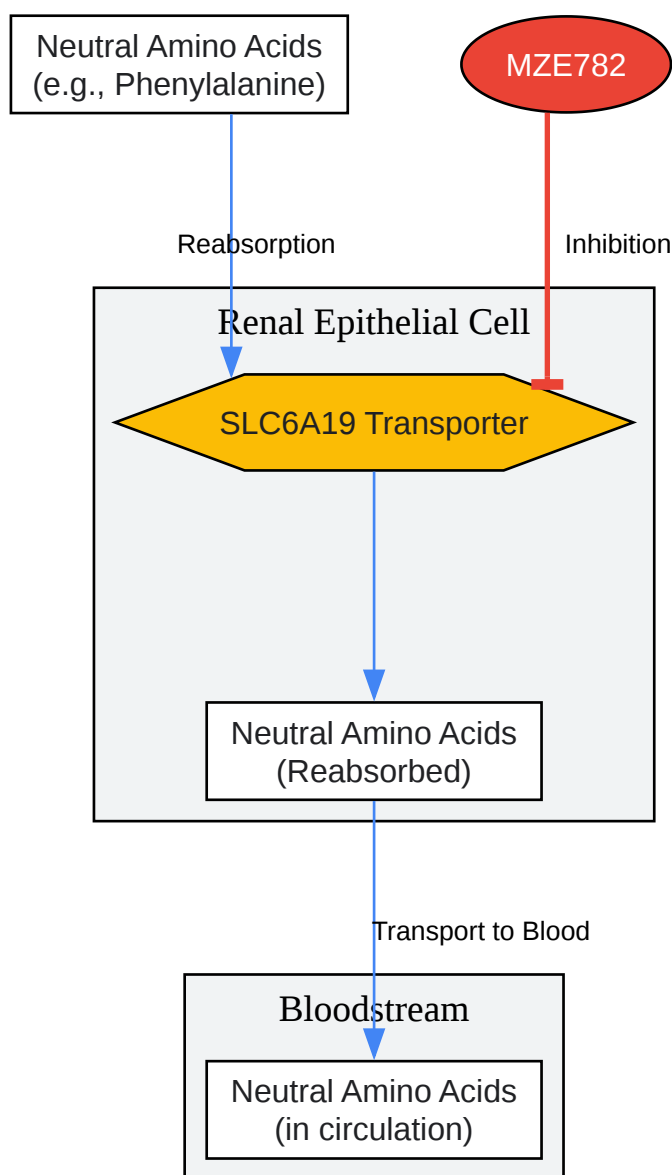 Neutral Amino Acids
(e.g., Phenylalanine)
MZE782
Reabsorption
Inhibition
Renal Epithelial Cell
SLC6A19 Transporter
Neutral Amino Acids
(Reabsorbed)
Transport to Blood
Bloodstream
Neutral Amino Acids
(in circulation)